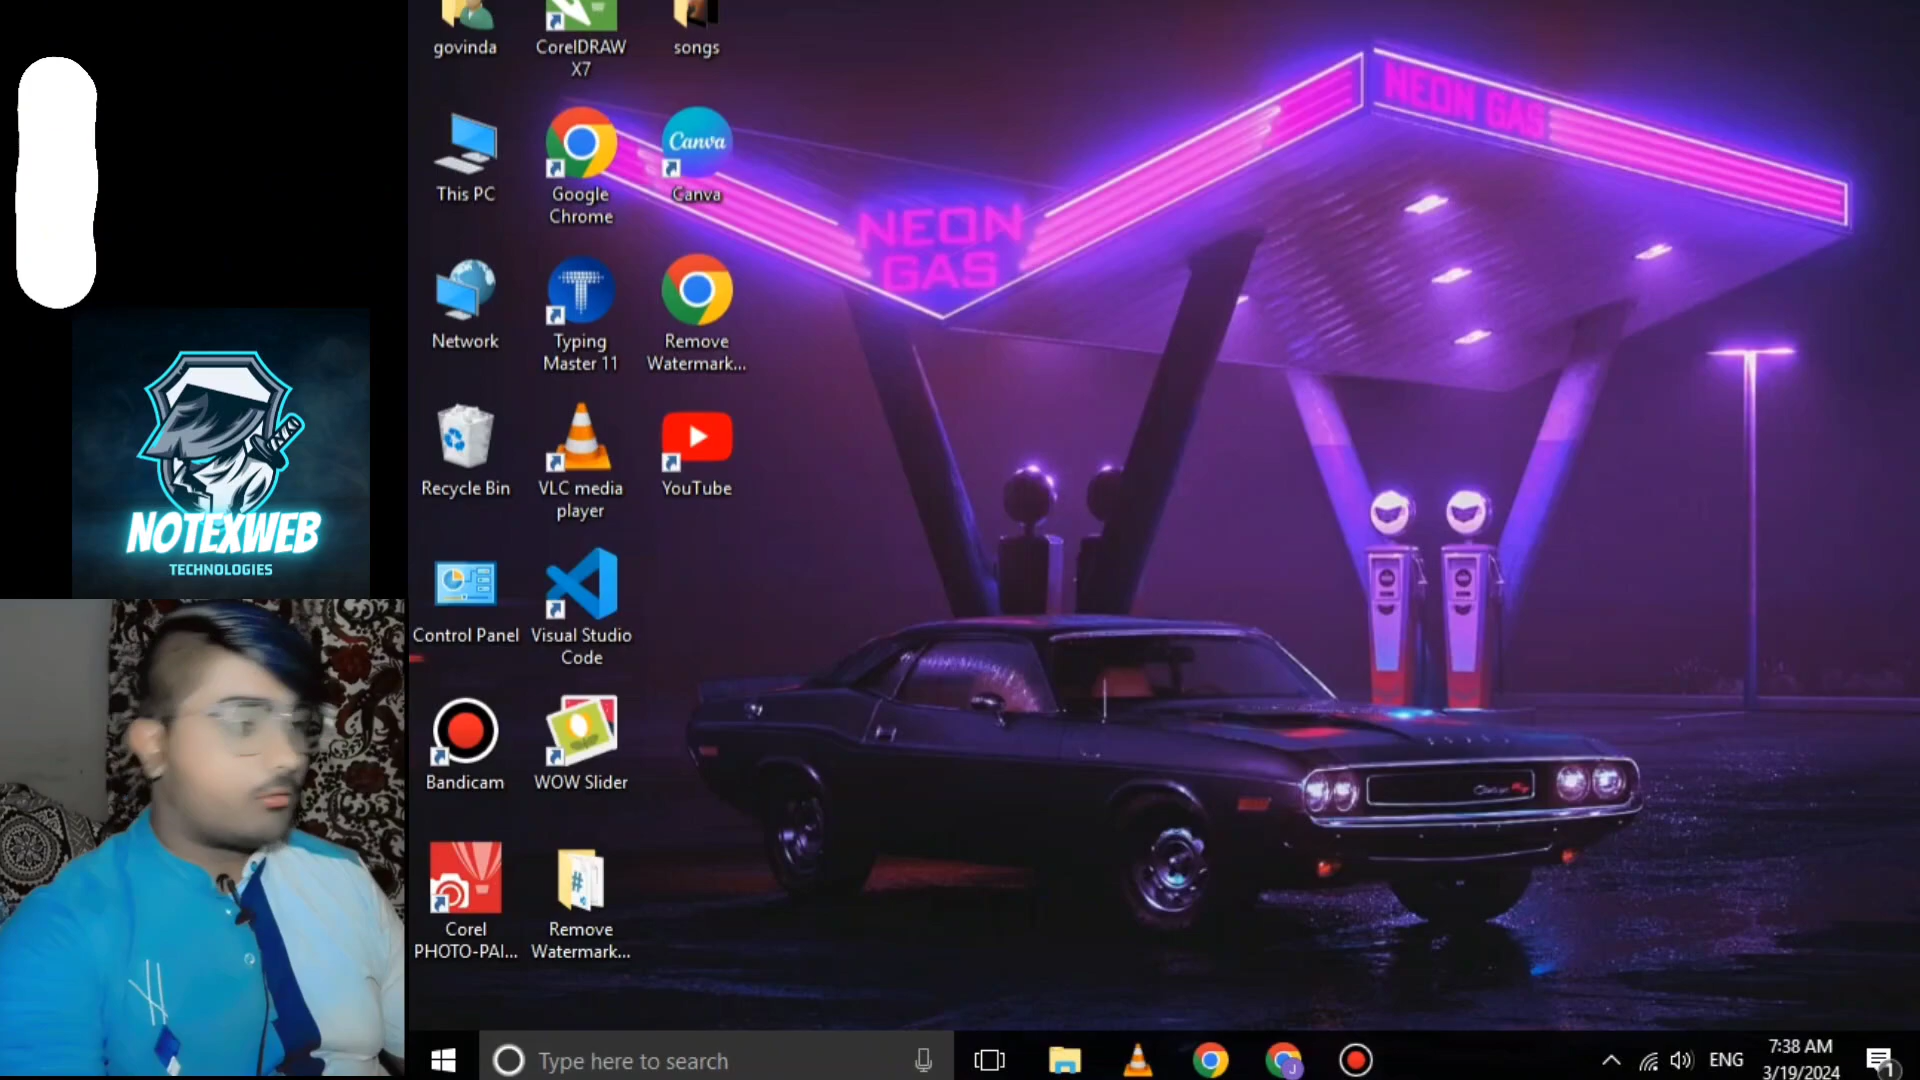 govinda
CorelDRAW
X7
songs
This PC
Google
Chrome
Canva
Canva
Network
Typing
Master 11
Remove
Watermark...
Recycle Bin
VLC media
player
YouTube
Control Panel
Visual Studio
Code
Bandicam
WOW Slider
Corel
PHOTO-PAI...
Remove
Watermark...
NEON
GAS
NEON GAS
NOTEXWEB
TECHNOLOGIES
Type here to search
J
ENG
7:38 AM
3/19/2024
1